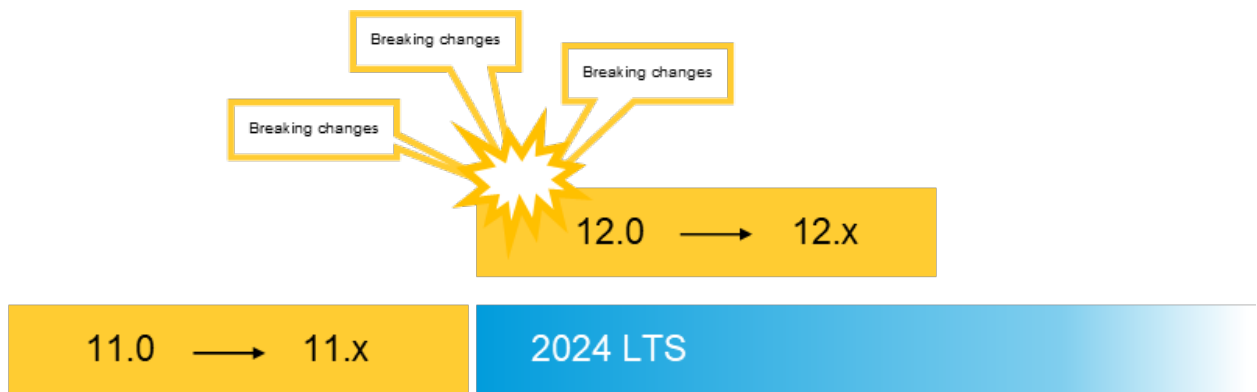 Breaking changes
Breaking changes
Breaking changes
12.0 → 12.x
11.0 → 11.x
2024 LTS